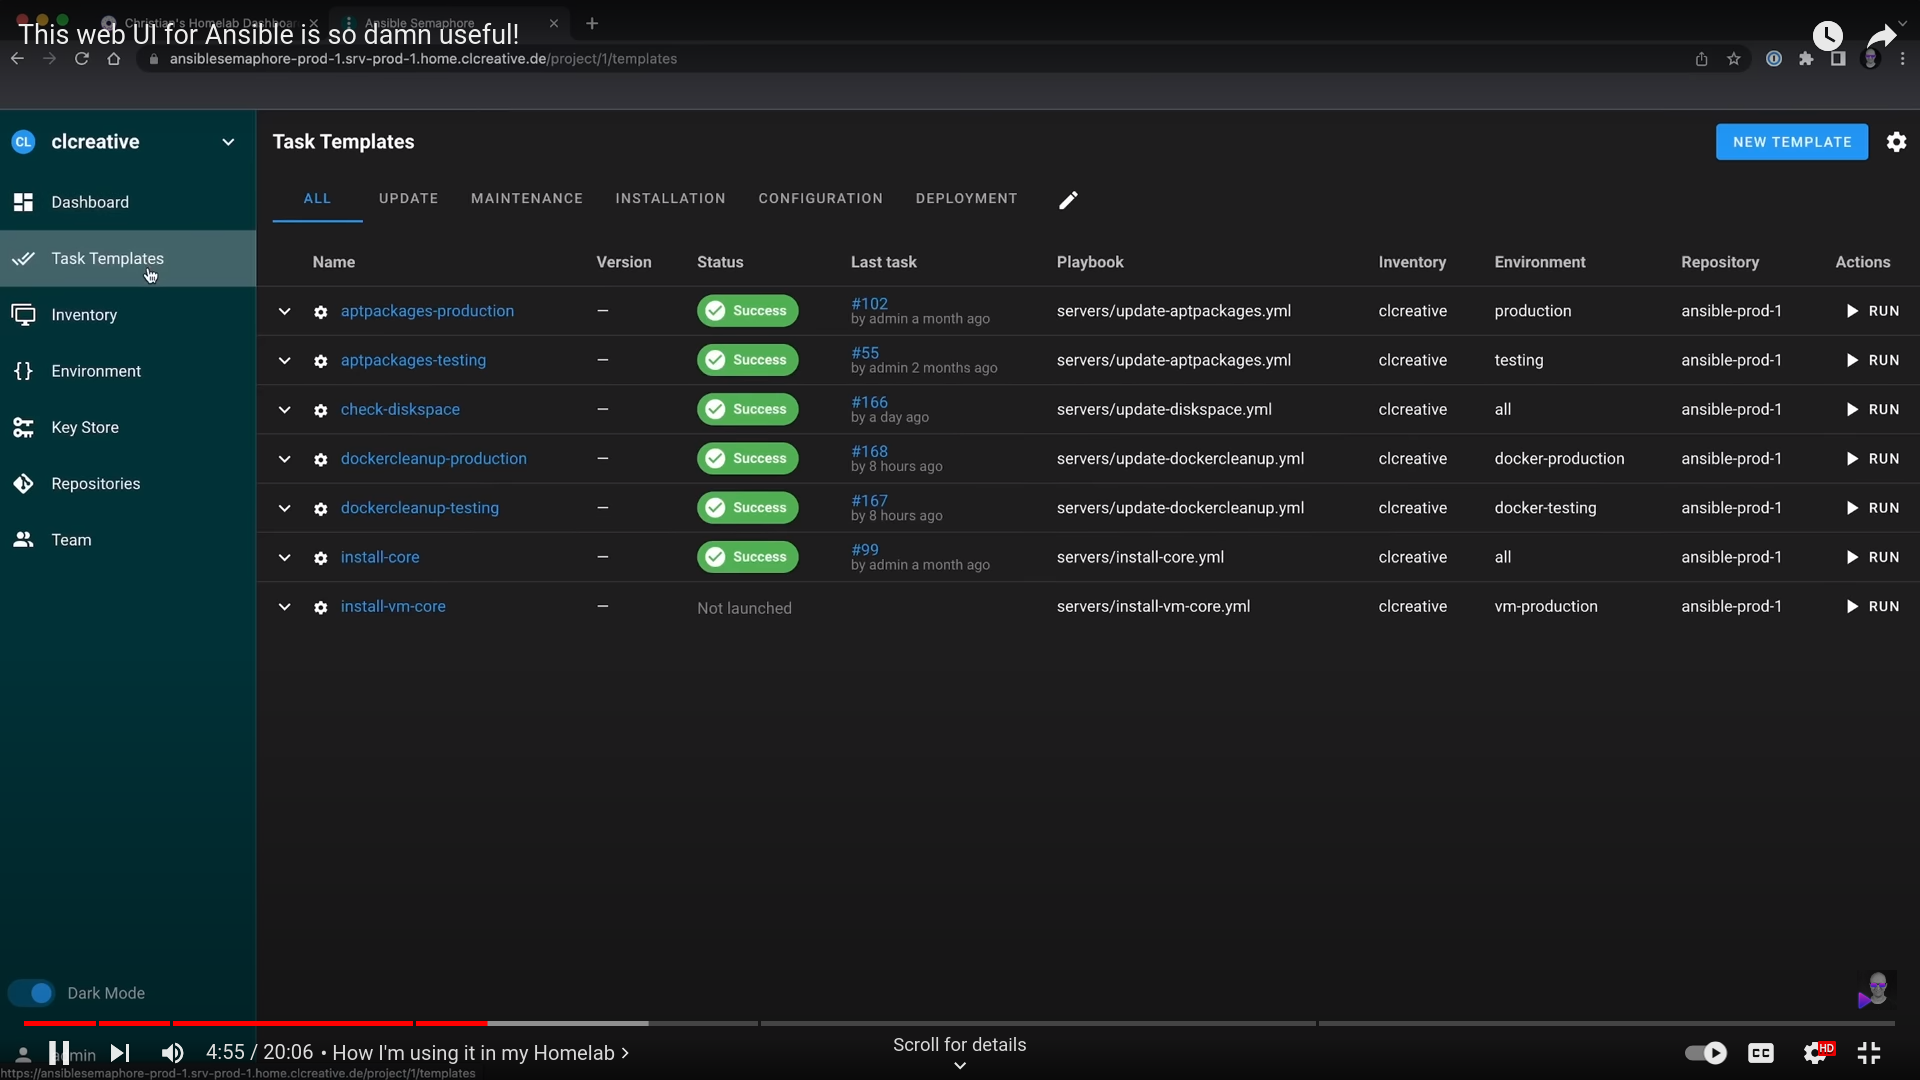 Christian's Homelab Dashboar
Ansible Semaphore
This web UI for Ansible is so damn useful!
ansiblesemaphore-prod-1.srv-prod-1.home.clcreative.de/project/1/templates
CL clcreative
Task Templates
NEW TEMPLATE
Dashboard
Task Templates
Inventory
Environment
Key Store
Repositories
Team
ALL UPDATE MAINTENANCE INSTALLATION CONFIGURATION DEPLOYMENT
Name Version Status Last task Playbook Inventory Environment Repository Actions
aptpackages-production — Success #102 servers/update-aptpackages.yml clcreative production ansible-prod-1 RUN
by admin a month ago
aptpackages-testing — Success #55 servers/update-aptpackages.yml clcreative testing ansible-prod-1 RUN
by admin 2 months ago
check-diskspace — Success #166 servers/update-diskspace.yml clcreative all ansible-prod-1 RUN
by a day ago
dockercleanup-production — Success #168 servers/update-dockercleanup.yml clcreative docker-production ansible-prod-1 RUN
by 8 hours ago
dockercleanup-testing — Success #167 servers/update-dockercleanup.yml clcreative docker-testing ansible-prod-1 RUN
by 8 hours ago
install-core — Success #99 servers/install-core.yml clcreative all ansible-prod-1 RUN
by admin a month ago
install-vm-core — Not launched servers/install-vm-core.yml clcreative vm-production ansible-prod-1 RUN
Dark Mode
admin
4:55 / 20:06 • How I'm using it in my Homelab >
Scroll for details
CC
HD
https://ansiblesemaphore-prod-1.srv-prod-1.home.clcreative.de/project/1/templates